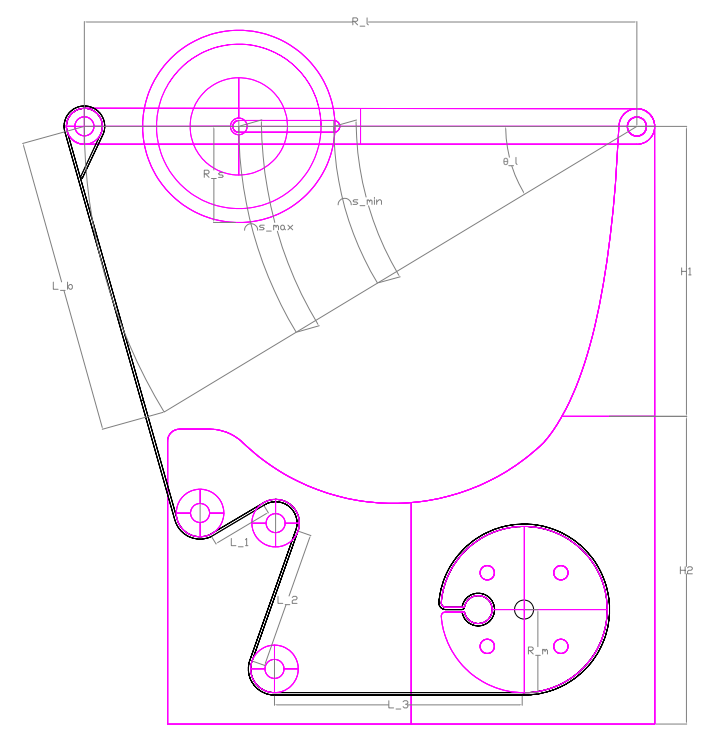 R_l
θ_l
R_s
s_min
s_max
H1
L_b
L_1
H2
L_2
R_m
L_3